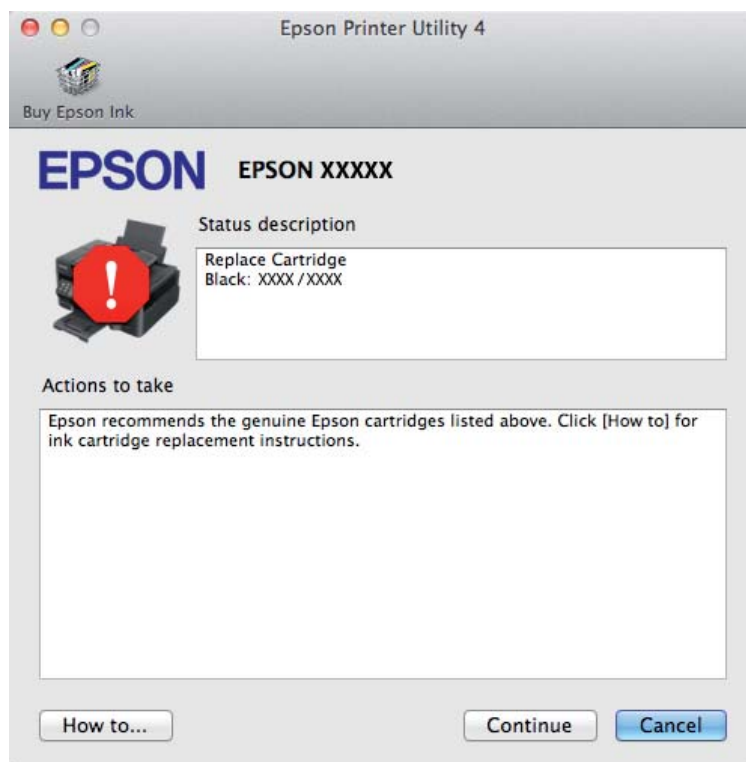 Epson Printer Utility 4
Buy Epson Ink
EPSON EPSON XXXXX
Status description
Replace Cartridge
Black: XXXX / XXXX
Actions to take
Epson recommends the genuine Epson cartridges listed above. Click [How to] for
ink cartridge replacement instructions.
How to... Continue Cancel